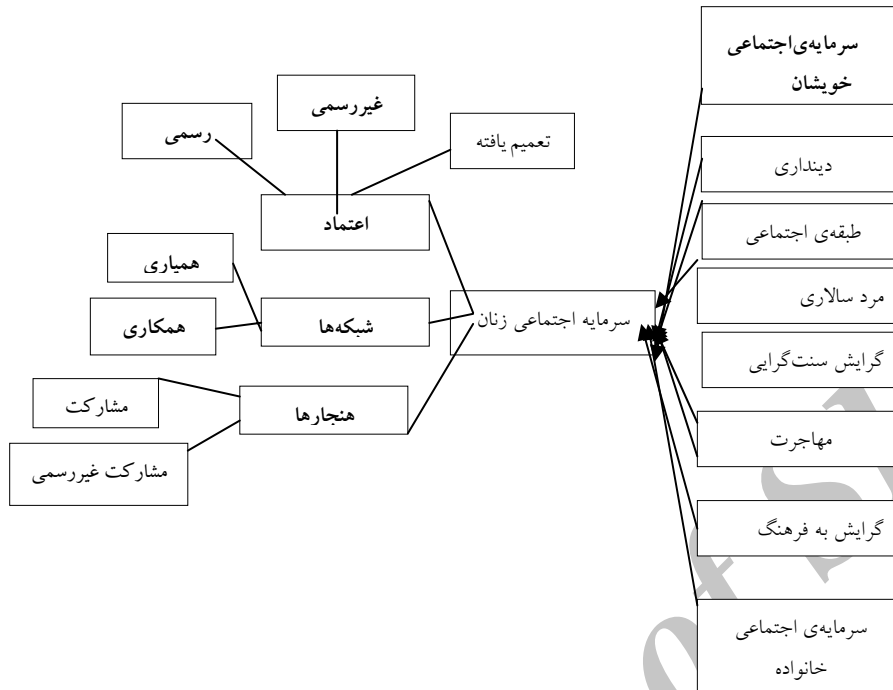 سرمایه‌ی‌اجتماعی
خویشان
غیررسمی
رسمی
تعمیم یافته
دینداری
اعتماد
طبقه‌ی اجتماعی
همیاری
مرد سالاری
سرمایه اجتماعی زنان
شبکه‌ها
همکاری
گرایش سنت‌گرایی
هنجارها
مشارکت
مهاجرت
مشارکت غیررسمی
گرایش به فرهنگ
سرمایه‌ی اجتماعی
خانواده
of